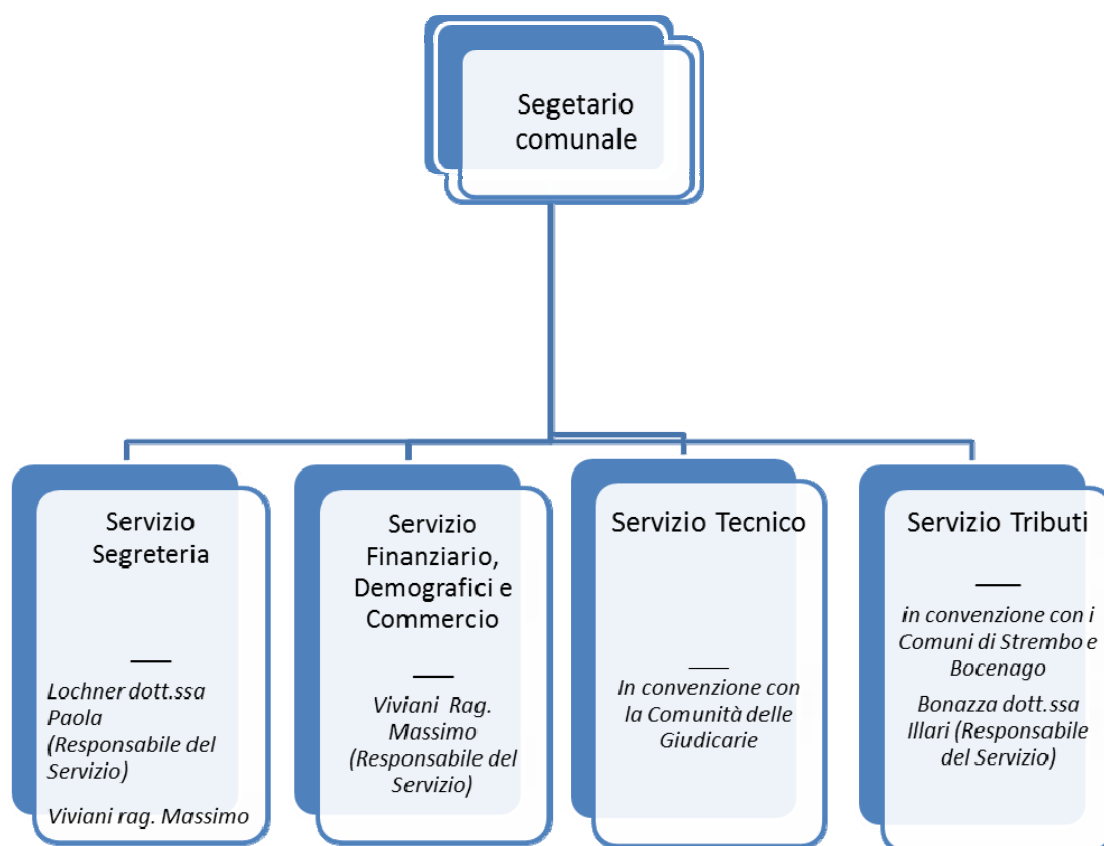 Segetario
comunale
Servizio
Segreteria
Lochner dott.ssa
Paola
(Responsabile del
Servizio)
Viviani rag. Massimo
Servizio
Finanziario,
Demografici e
Commercio
Viviani Rag.
Massimo
(Responsabile del
Servizio)
Servizio Tecnico
In convenzione con
la Comunità delle
Giudicarie
Servizio Tributi
in convenzione con i
Comuni di Strembo e
Bocenago
Bonazza dott.ssa
Illari (Responsabile
del Servizio)